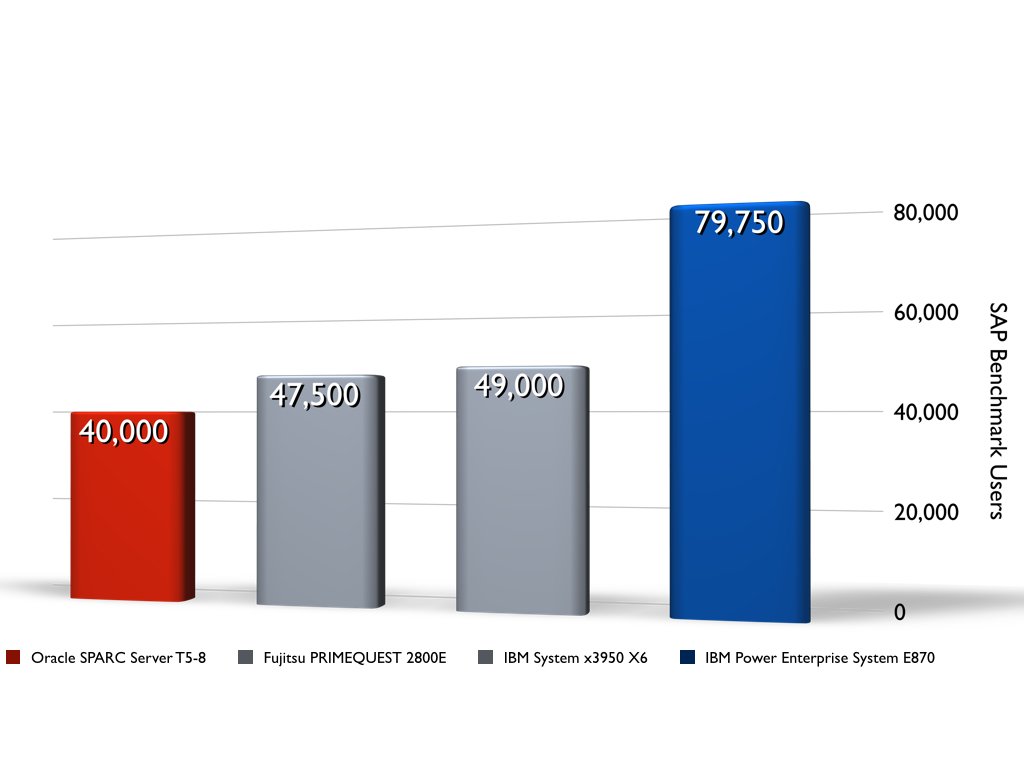 79,750
80,000
60,000
49,000
47,500
40,000
40,000
20,000
0
SAP Benchmark Users
Oracle SPARC Server T5-8
Fujitsu PRIMEQUEST 2800E
IBM System x3950 X6
IBM Power Enterprise System E870